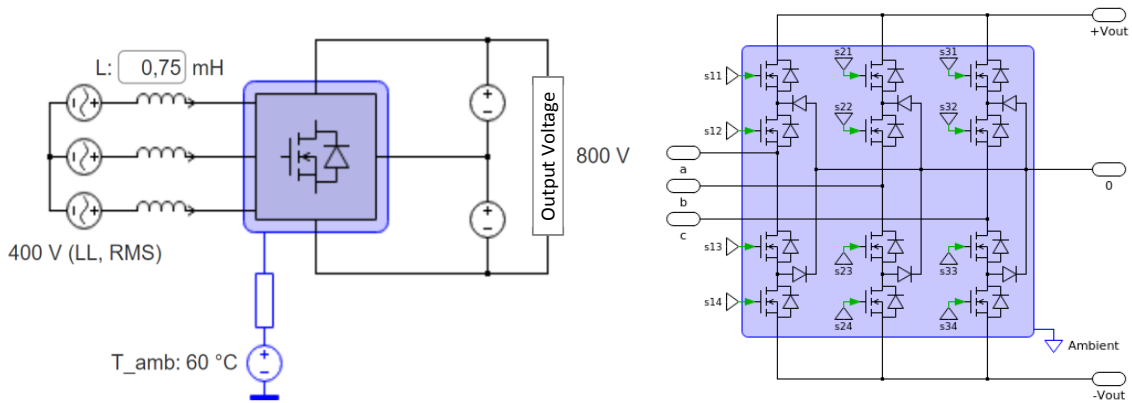 L: 0,75 mH
400 V (LL, RMS)
Output Voltage
800 V
T_amb: 60 °C
+Vout
s11
s21
s31
s12
s22
s32
a
b
c
0
s13
s23
s33
s14
s24
s34
Ambient
-Vout